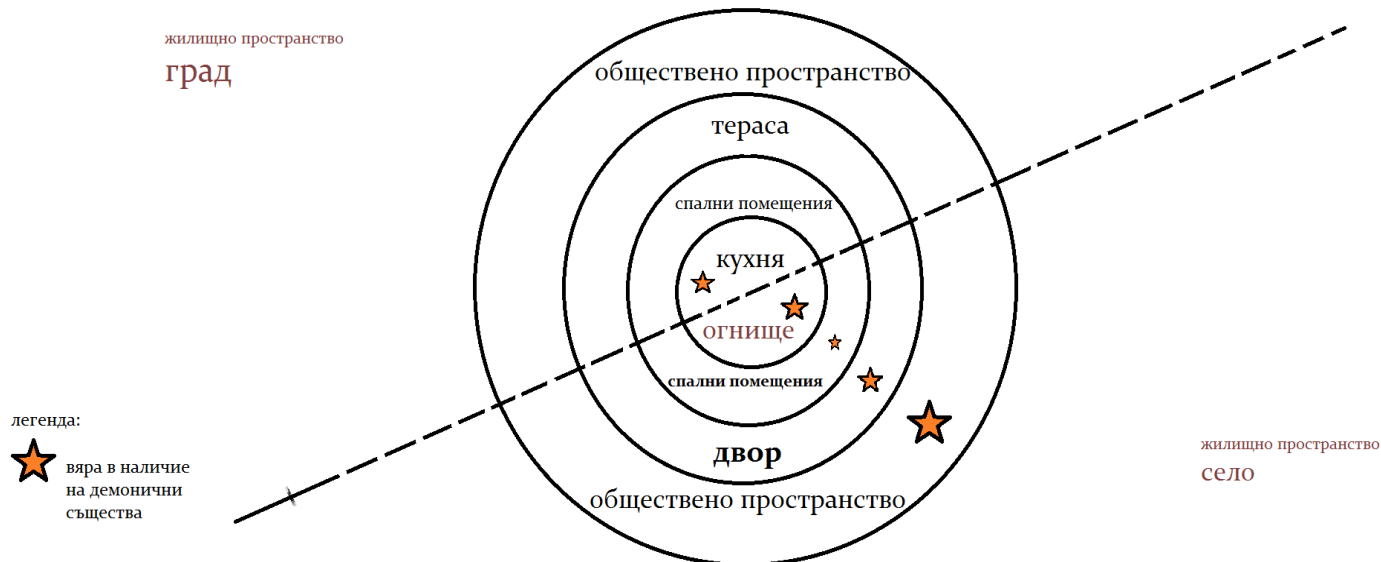 жилищно пространство
град
обществено пространство
тераса
спални помещения
кухня
огнище
спални помещения
двор
обществено пространство
легенда:
вяра в наличие
на демонични
същества
жилищно пространство
село